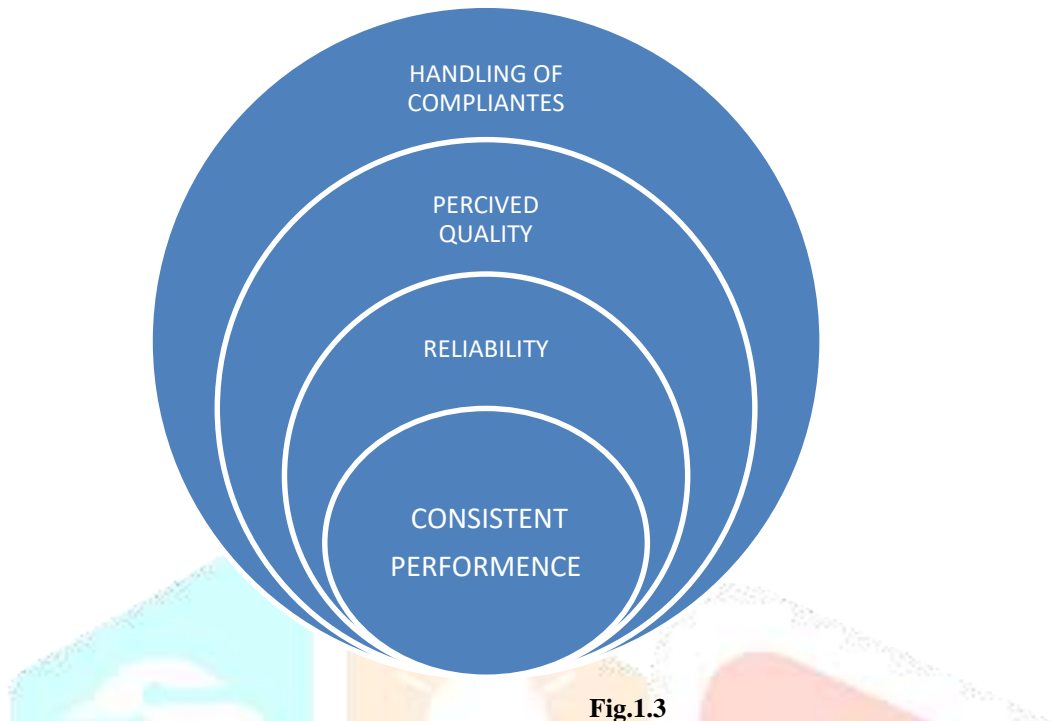 HANDLING OF
COMPLIANTES
PERCIVED
QUALITY
RELIABILITY
CONSISTENT
PERFORMENCE
Fig.1.3